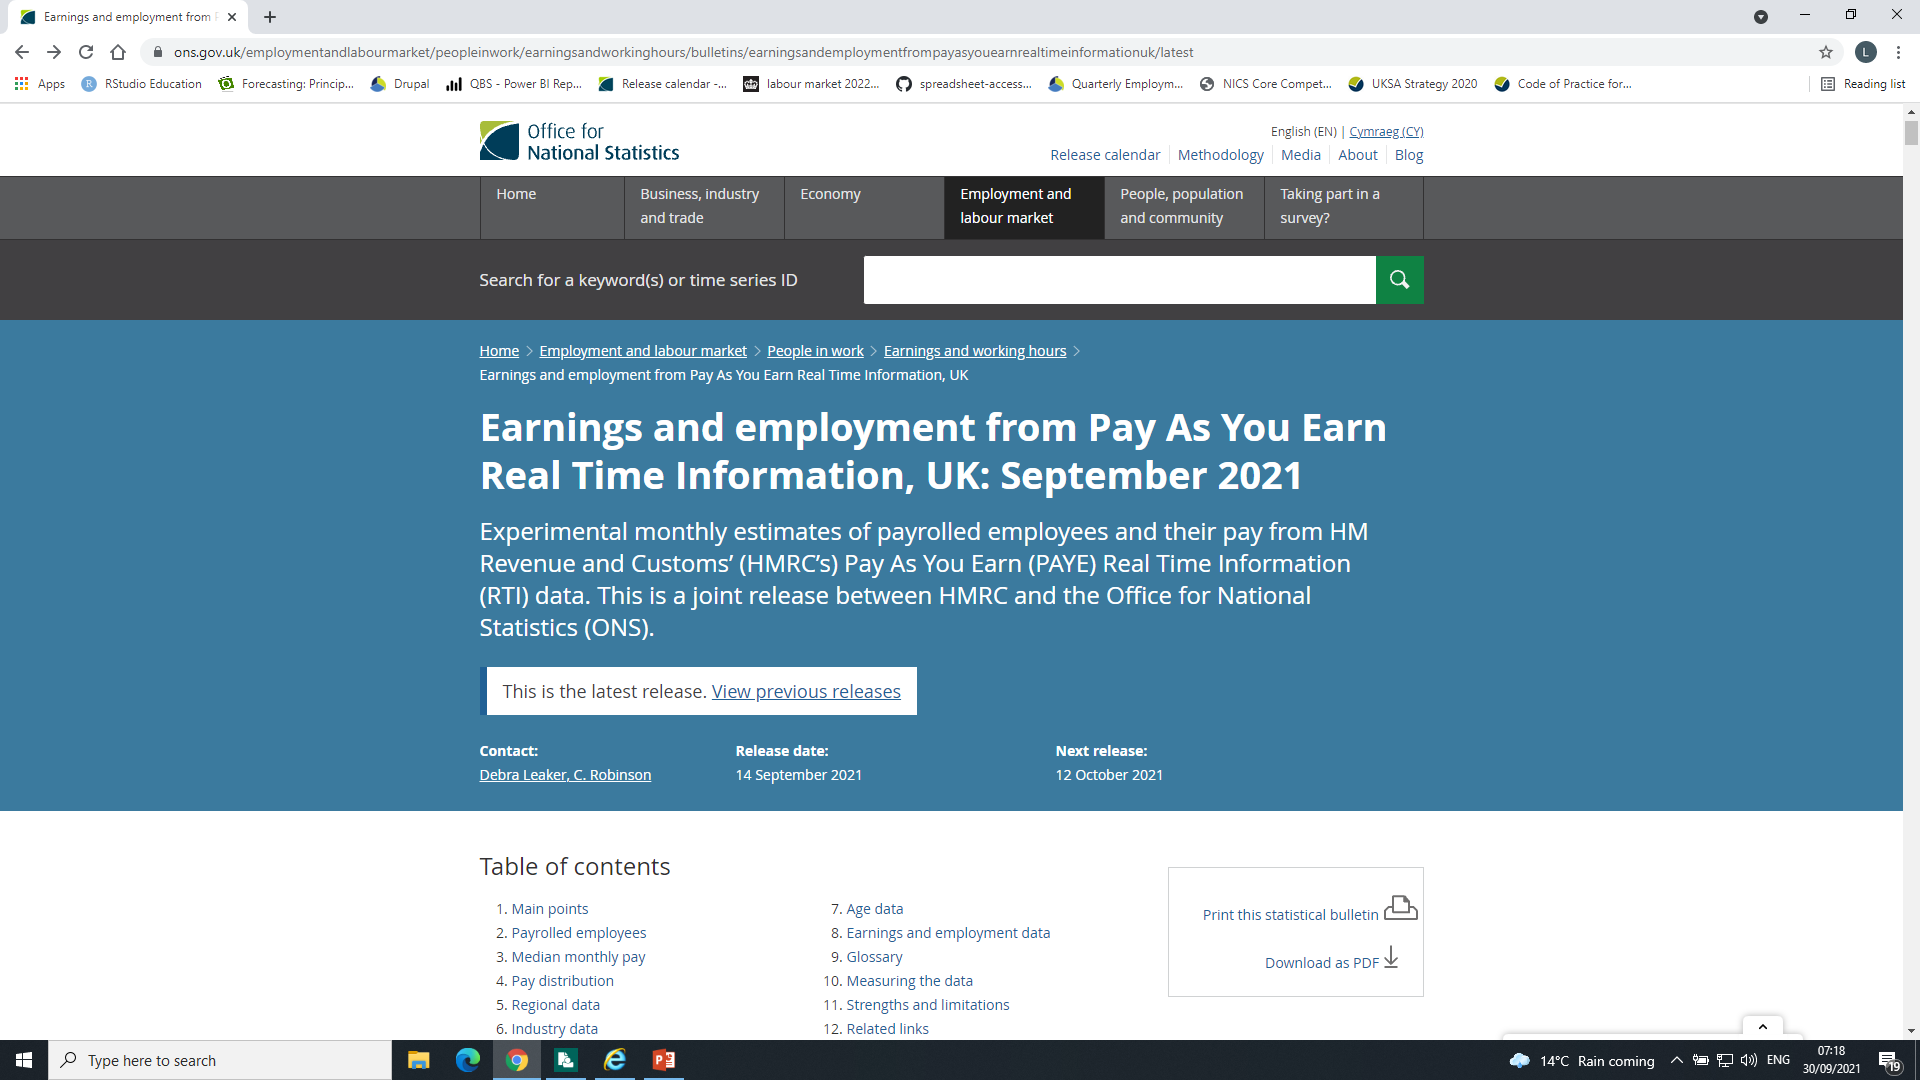 Earnings and employment from
ons.gov.uk/employmentandlabourmarket/peopleinwork/earningsandworkinghours/bulletins/earningsandemploymentfrompayasyouearnrealtimeinformationuk/latest
L
Apps
R RStudio Education
Forecasting: Princip...
Drupal
QBS - Power BI Rep...
Release calendar -...
labour market 2022...
spreadsheet-access...
Quarterly Employm...
NICS Core Compet...
UKSA Strategy 2020
Code of Practice for...
Reading list
Office for
National Statistics
English (EN) | Cymraeg (CY)
Release calendar
Methodology
Media
About
Blog
Home
Business, industry
and trade
Economy
Employment and
labour market
People, population
and community
Taking part in a
survey?
Search for a keyword(s) or time series ID
Home > Employment and labour market > People in work > Earnings and working hours >
Earnings and employment from Pay As You Earn Real Time Information, UK
Earnings and employment from Pay As You Earn
Real Time Information, UK: September 2021
Experimental monthly estimates of payrolled employees and their pay from HM
Revenue and Customs’ (HMRC’s) Pay As You Earn (PAYE) Real Time Information
(RTI) data. This is a joint release between HMRC and the Office for National
Statistics (ONS).
This is the latest release. View previous releases
Contact:
Debra Leaker, C. Robinson
Release date:
14 September 2021
Next release:
12 October 2021
Table of contents
1. Main points
2. Payrolled employees
3. Median monthly pay
4. Pay distribution
5. Regional data
6. Industry data
7. Age data
8. Earnings and employment data
9. Glossary
10. Measuring the data
11. Strengths and limitations
12. Related links
Print this statistical bulletin
Download as PDF
Type here to search
14°C Rain coming
ENG
07:18
30/09/2021
19